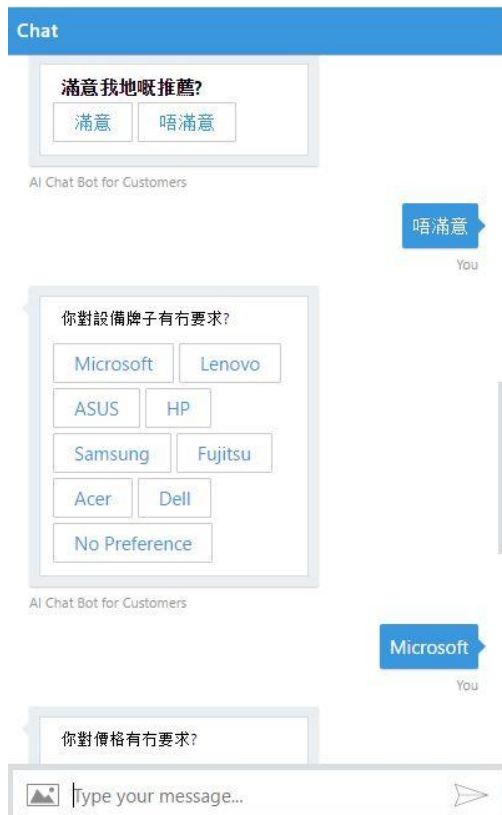 Chat
滿意我地嘅推薦?
滿意 唔滿意
AI Chat Bot for Customers
唔滿意
You
你對設備牌子有冇要求?
Microsoft Lenovo
ASUS HP
Samsung Fujitsu
Acer Dell
No Preference
AI Chat Bot for Customers
Microsoft
You
你對價格有冇要求?
Type your message...